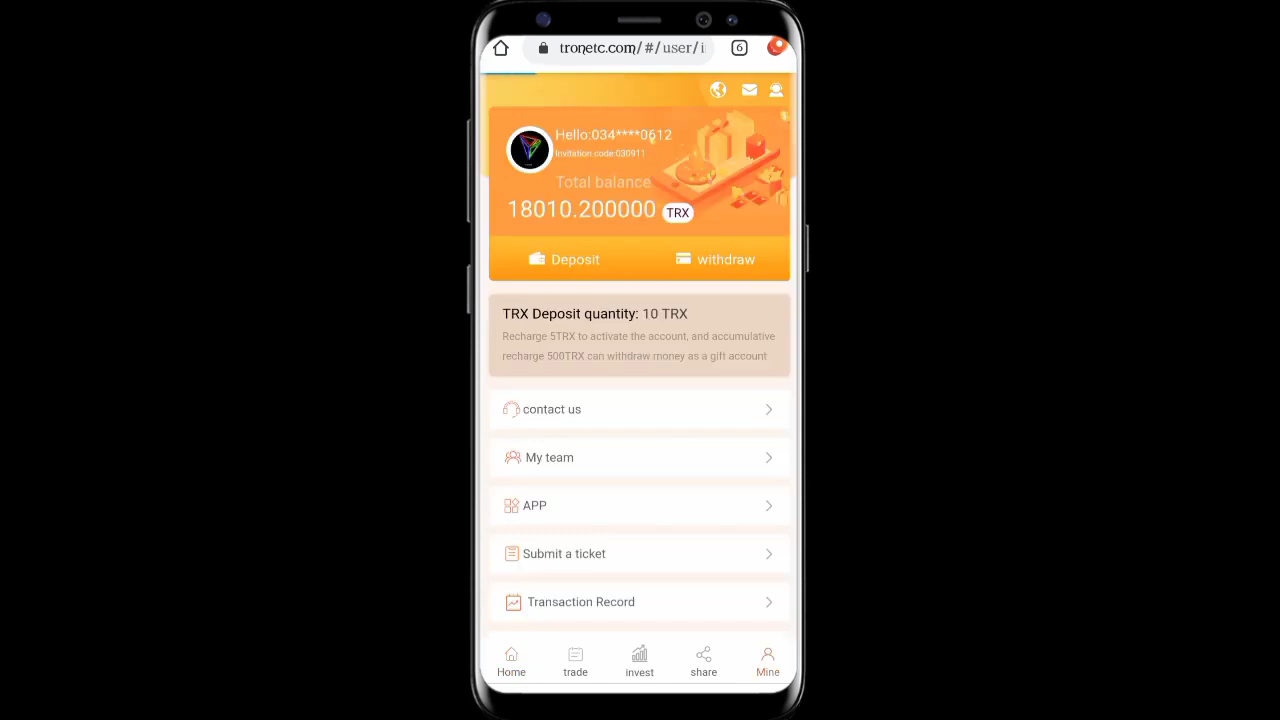 tronetc.com/#/user/i
6
Hello:034****0612
Invitation code:030911
Total balance
18010.200000 TRX
Deposit withdraw
TRX Deposit quantity: 10 TRX
Recharge 5TRX to activate the account, and accumulative
recharge 500TRX can withdraw money as a gift account
contact us
My team
APP
Submit a ticket
Transaction Record
Home trade invest share Mine